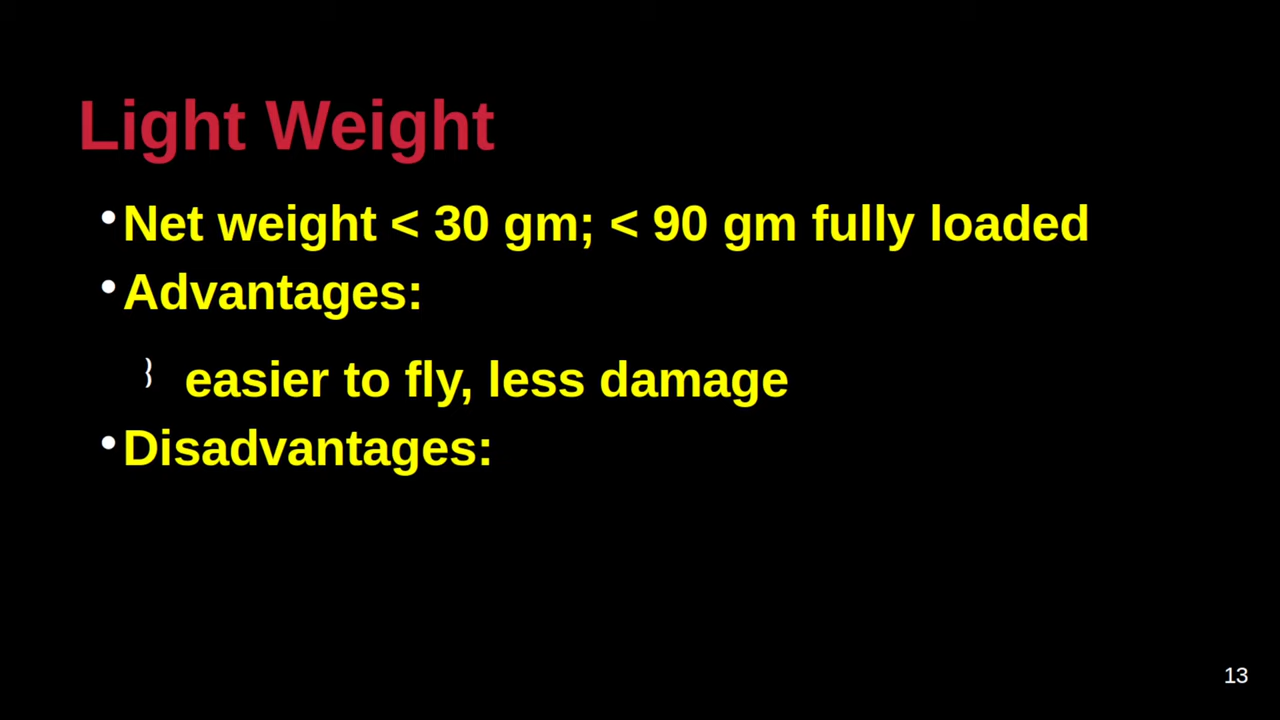 Light Weight
•Net weight < 30 gm; < 90 gm fully loaded
•Advantages:
} easier to fly, less damage
•Disadvantages:
13